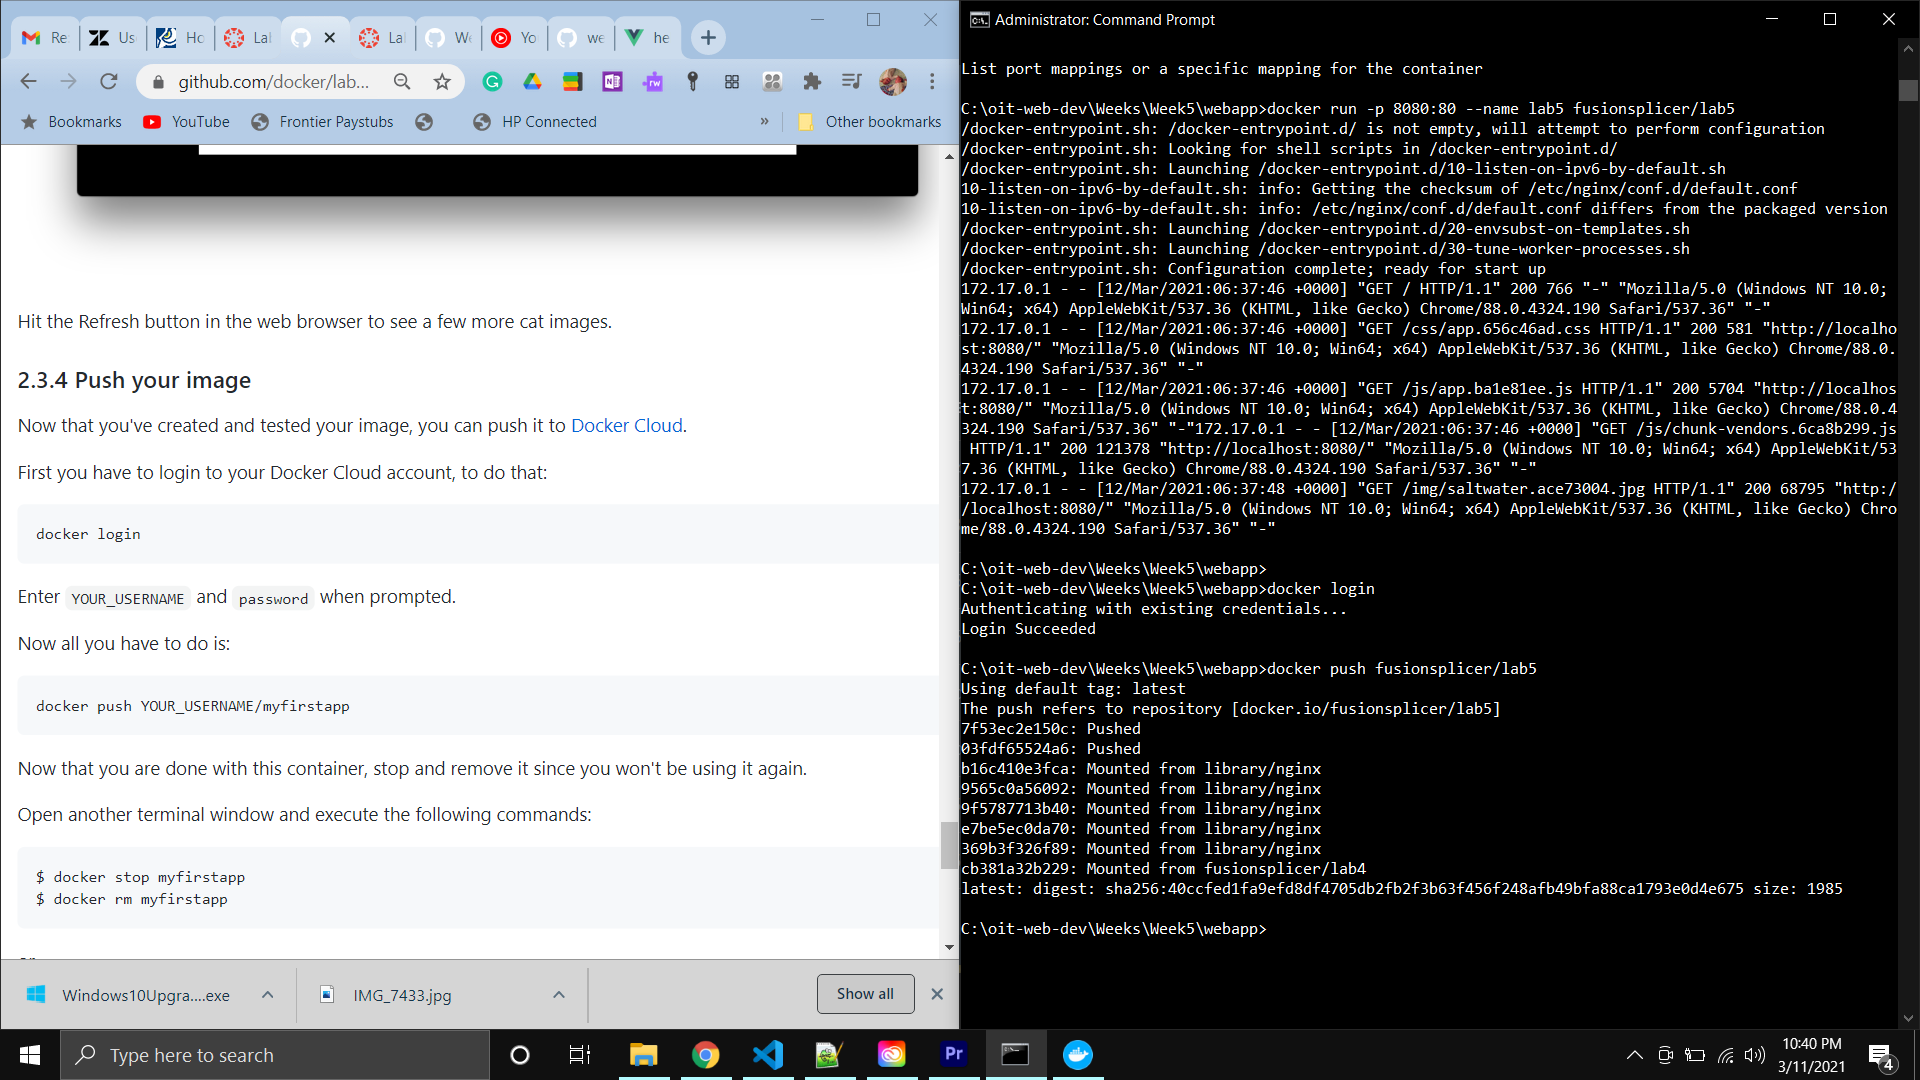 Re
Us
Ho
Lal
Lal
We
Yo
we
he
github.com/docker/lab...
Bookmarks
YouTube
Frontier Paystubs
HP Connected
»
Other bookmarks
Hit the Refresh button in the web browser to see a few more cat images.
2.3.4 Push your image
Now that you've created and tested your image, you can push it to Docker Cloud.
First you have to login to your Docker Cloud account, to do that:
docker login
Enter YOUR_USERNAME and password when prompted.
Now all you have to do is:
docker push YOUR_USERNAME/myfirstapp
Now that you are done with this container, stop and remove it since you won't be using it again.
Open another terminal window and execute the following commands:
$ docker stop myfirstapp
$ docker rm myfirstapp
Windows10Upgra....exe
IMG_7433.jpg
Show all
Administrator: Command Prompt
List port mappings or a specific mapping for the container
C:\oit-web-dev\Weeks\Week5\webapp>docker run -p 8080:80 --name lab5 fusionsplicer/lab5
/docker-entrypoint.sh: /docker-entrypoint.d/ is not empty, will attempt to perform configuration
/docker-entrypoint.sh: Looking for shell scripts in /docker-entrypoint.d/
/docker-entrypoint.sh: Launching /docker-entrypoint.d/10-listen-on-ipv6-by-default.sh
10-listen-on-ipv6-by-default.sh: info: Getting the checksum of /etc/nginx/conf.d/default.conf
10-listen-on-ipv6-by-default.sh: info: /etc/nginx/conf.d/default.conf differs from the packaged version
/docker-entrypoint.sh: Launching /docker-entrypoint.d/20-envsubst-on-templates.sh
/docker-entrypoint.sh: Launching /docker-entrypoint.d/30-tune-worker-processes.sh
/docker-entrypoint.sh: Configuration complete; ready for start up
172.17.0.1 - - [12/Mar/2021:06:37:46 +0000] "GET / HTTP/1.1" 200 766 "-" "Mozilla/5.0 (Windows NT 10.0;
Win64; x64) AppleWebKit/537.36 (KHTML, like Gecko) Chrome/88.0.4324.190 Safari/537.36" "-"
172.17.0.1 - - [12/Mar/2021:06:37:46 +0000] "GET /css/app.656c46ad.css HTTP/1.1" 200 581 "http://localho
st:8080/" "Mozilla/5.0 (Windows NT 10.0; Win64; x64) AppleWebKit/537.36 (KHTML, like Gecko) Chrome/88.0.
4324.190 Safari/537.36" "-"
172.17.0.1 - - [12/Mar/2021:06:37:46 +0000] "GET /js/app.ba1e81ee.js HTTP/1.1" 200 5704 "http://localhos
t:8080/" "Mozilla/5.0 (Windows NT 10.0; Win64; x64) AppleWebKit/537.36 (KHTML, like Gecko) Chrome/88.0.4
324.190 Safari/537.36" "-"172.17.0.1 - - [12/Mar/2021:06:37:46 +0000] "GET /js/chunk-vendors.6ca8b299.js
HTTP/1.1" 200 121378 "http://localhost:8080/" "Mozilla/5.0 (Windows NT 10.0; Win64; x64) AppleWebKit/53
7.36 (KHTML, like Gecko) Chrome/88.0.4324.190 Safari/537.36" "-"
172.17.0.1 - - [12/Mar/2021:06:37:48 +0000] "GET /img/saltwater.ace73004.jpg HTTP/1.1" 200 68795 "http:/
/localhost:8080/" "Mozilla/5.0 (Windows NT 10.0; Win64; x64) AppleWebKit/537.36 (KHTML, like Gecko) Chro
me/88.0.4324.190 Safari/537.36" "-"
C:\oit-web-dev\Weeks\Week5\webapp>
C:\oit-web-dev\Weeks\Week5\webapp>docker login
Authenticating with existing credentials...
Login Succeeded
C:\oit-web-dev\Weeks\Week5\webapp>docker push fusionsplicer/lab5
Using default tag: latest
The push refers to repository [docker.io/fusionsplicer/lab5]
7f53ec2e150c: Pushed
03fdf65524a6: Pushed
b16c410e3fca: Mounted from library/nginx
9565c0a56092: Mounted from library/nginx
9f5787713b40: Mounted from library/nginx
e7be5ec0da70: Mounted from library/nginx
369b3f326f89: Mounted from library/nginx
cb381a32b229: Mounted from fusionsplicer/lab4
latest: digest: sha256:40ccfed1fa9efd8df4705db2fb2f3b63f456f248afb49bfa88ca1793e0d4e675 size: 1985
C:\oit-web-dev\Weeks\Week5\webapp>
Type here to search
Pr
10:40 PM
3/11/2021
4